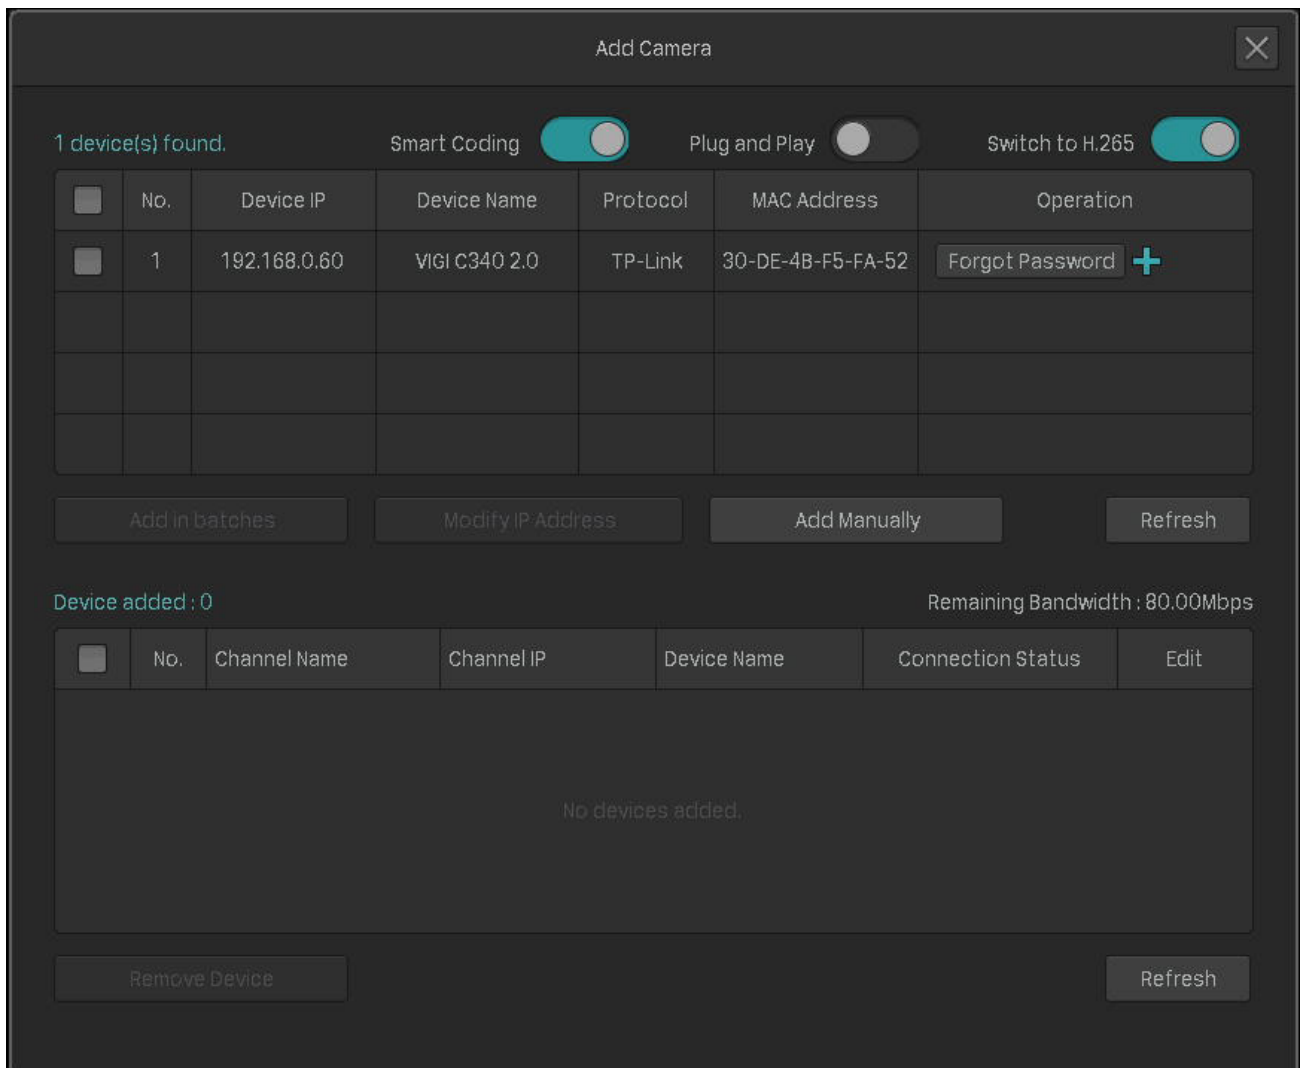 Add Camera
1 device(s) found. Smart Coding Plug and Play Switch to H.265
No. Device IP Device Name Protocol MAC Address Operation
1 192.168.0.60 VIGI C340 2.0 TP-Link 30-DE-4B-F5-FA-52 Forgot Password
Add in batches Modify IP Address Add Manually Refresh
Device added : 0 Remaining Bandwidth : 80.00Mbps
No. Channel Name Channel IP Device Name Connection Status Edit
No devices added.
Remove Device Refresh